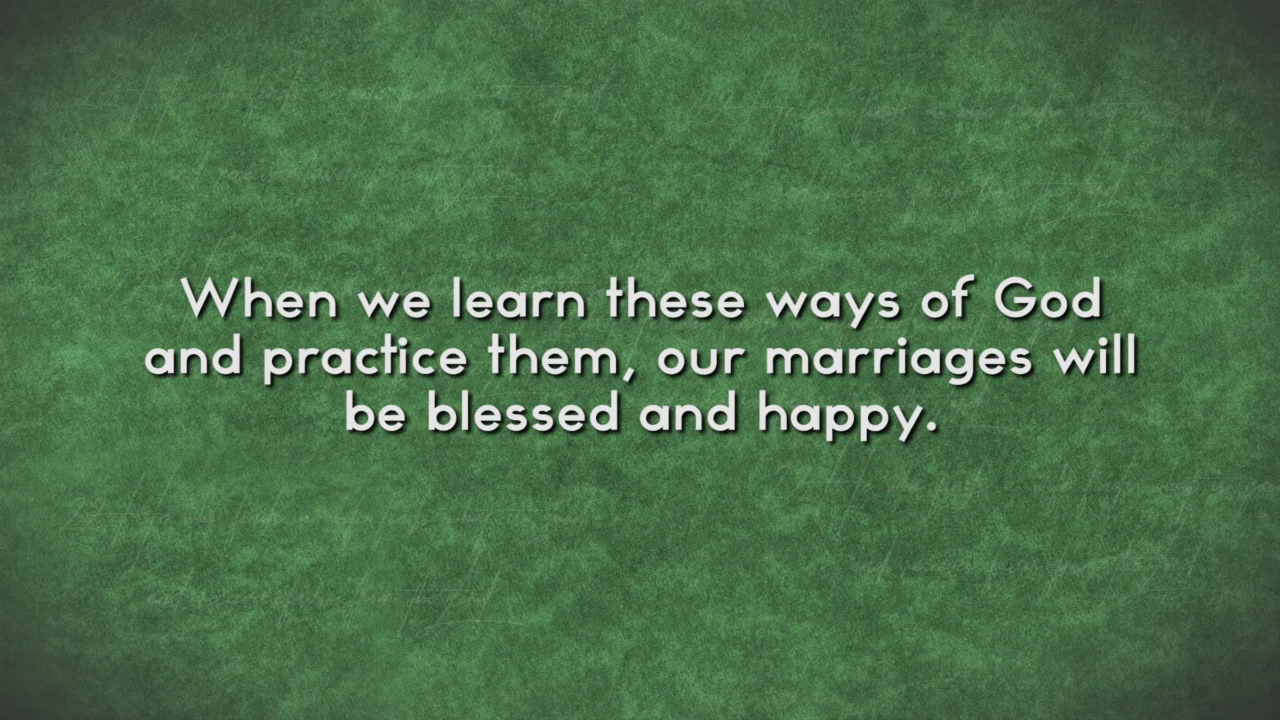 When we learn these ways of God
and practice them, our marriages will
be blessed and happy.